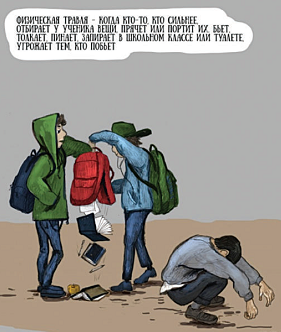 ФИЗИЧЕСКАЯ ТРАВЛЯ - КОГДА КТО-ТО, КТО СИЛЬНЕЕ,
ОТБИРАЕТ У УЧЕНИКА ВЕЩИ, ПРЯЧЕТ ИЛИ ПОРТИТ ИХ, БЬЕТ,
ТОЛКАЕТ, ПИНАЕТ, ЗАПИРАЕТ В ШКОЛЬНОМ КЛАССЕ ИЛИ ТУАЛЕТЕ,
УГРОЖАЕТ ТЕМ, КТО ПОБЬЕТ